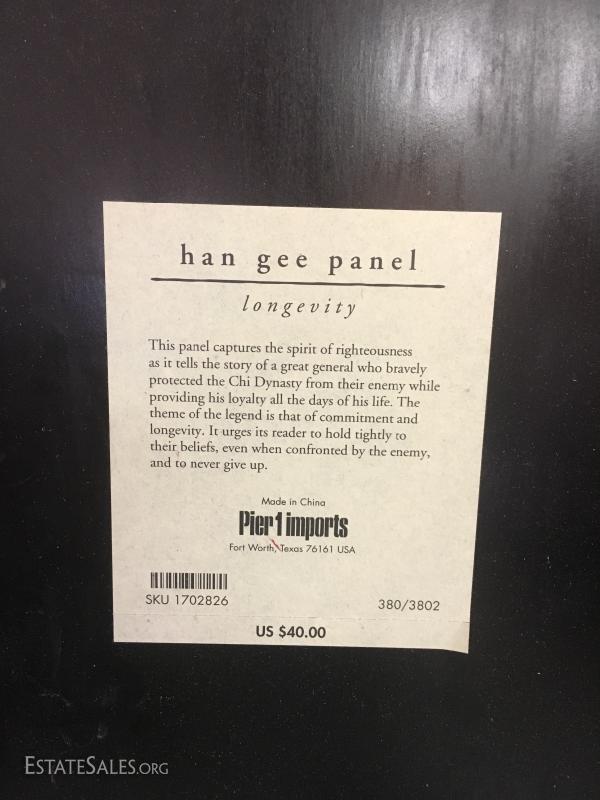 han gee panel
longevity
This panel captures the spirit of righteousness
as it tells the story of a great general who bravely
protected the Chi Dynasty from their enemy while
providing his loyalty all the days of his life. The
theme of the legend is that of commitment and
longevity. It urges its reader to hold tightly to
their beliefs, even when confronted by the enemy,
and to never give up.
Made in China
Pier 1 imports
Fort Worth, Texas 76161 USA
SKU 1702826
380/3802
US $40.00
ESTATESALES.ORG